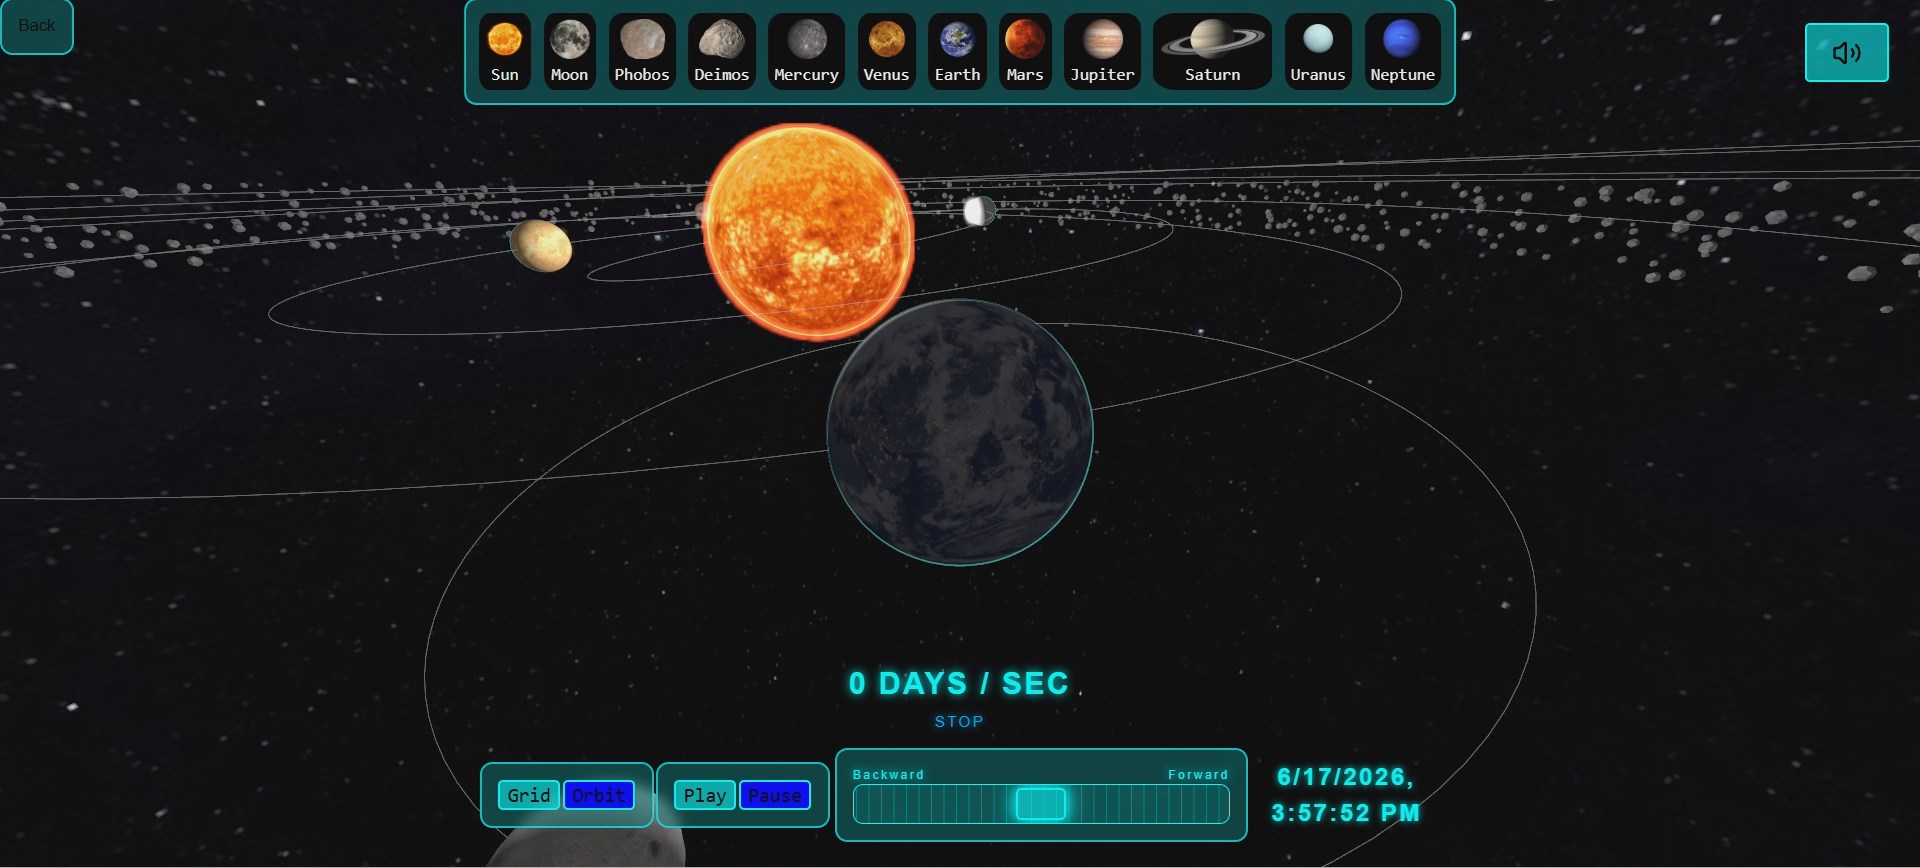 Back
Sun Moon Phobos Deimos Mercury Venus Earth Mars Jupiter Saturn Uranus Neptune
0 DAYS / SEC
STOP
Grid Orbit Play Pause
Backward Forward
6/17/2026,
3:57:52 PM